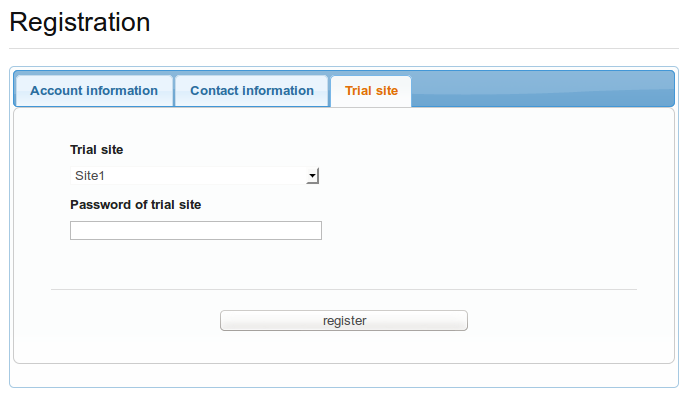 Registration
Account information Contact information Trial site
Trial site
Site1
Password of trial site
register